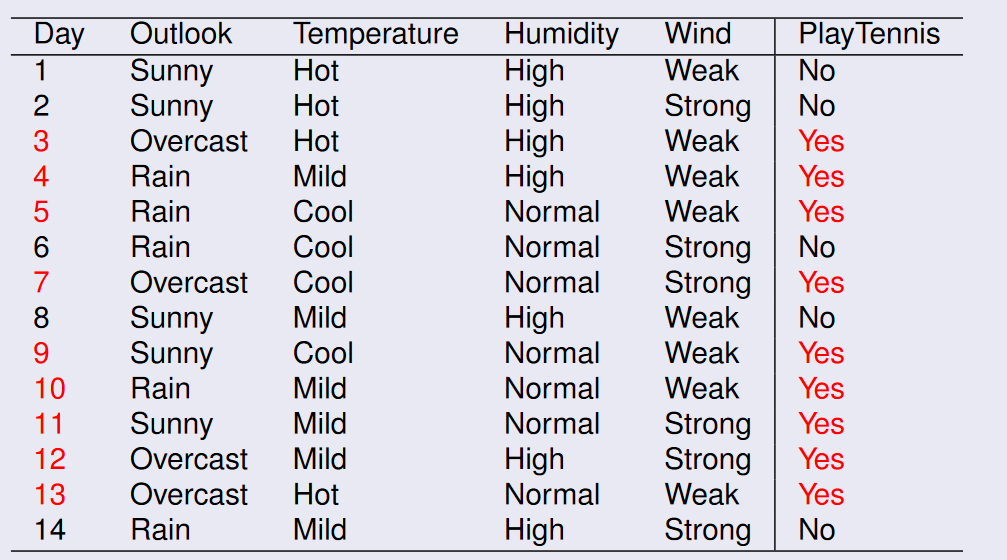 Day Outlook Temperature Humidity Wind PlayTennis
1 Sunny Hot High Weak No
2 Sunny Hot High Strong No
3 Overcast Hot High Weak Yes
4 Rain Mild High Weak Yes
5 Rain Cool Normal Weak Yes
6 Rain Cool Normal Strong No
7 Overcast Cool Normal Strong Yes
8 Sunny Mild High Weak No
9 Sunny Cool Normal Weak Yes
10 Rain Mild Normal Weak Yes
11 Sunny Mild Normal Strong Yes
12 Overcast Mild High Strong Yes
13 Overcast Hot Normal Weak Yes
14 Rain Mild High Strong No